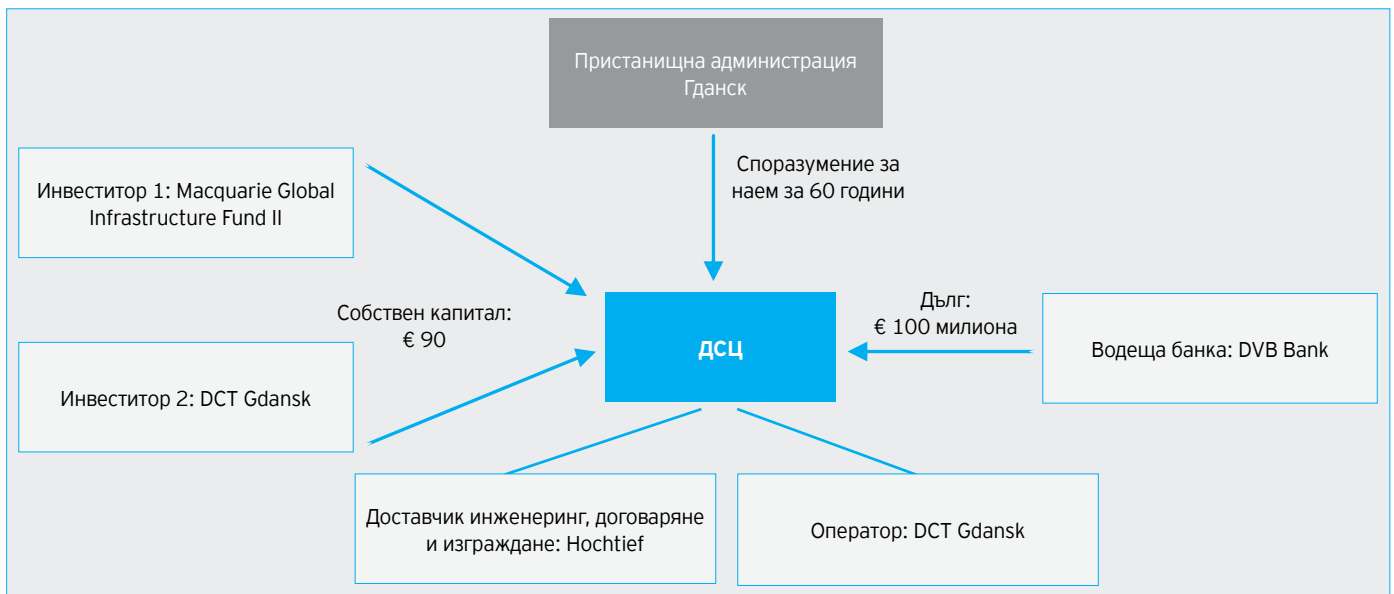 Пристанищна администрация
Гданск
Споразумение за
наем за 60 години
Инвеститор 1: Macquarie Global
Infrastructure Fund II
Собствен капитал:
€ 90
Инвеститор 2: DCT Gdansk
ДСЦ
Дълг:
€ 100 милиона
Водеща банка: DVB Bank
Доставчик инженеринг, договаряне
и изграждане: Hochtief
Оператор: DCT Gdansk